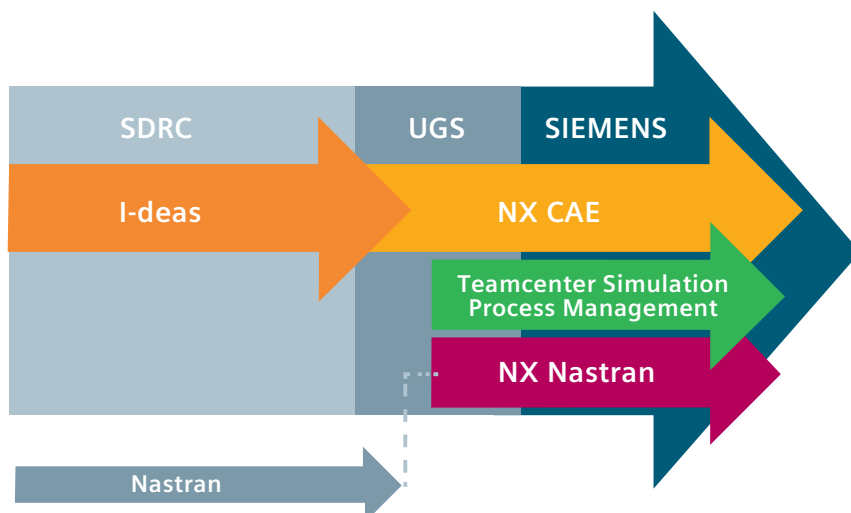 SDRC
UGS
SIEMENS
I-deas
NX CAE
Teamcenter Simulation
Process Management
NX Nastran
Nastran